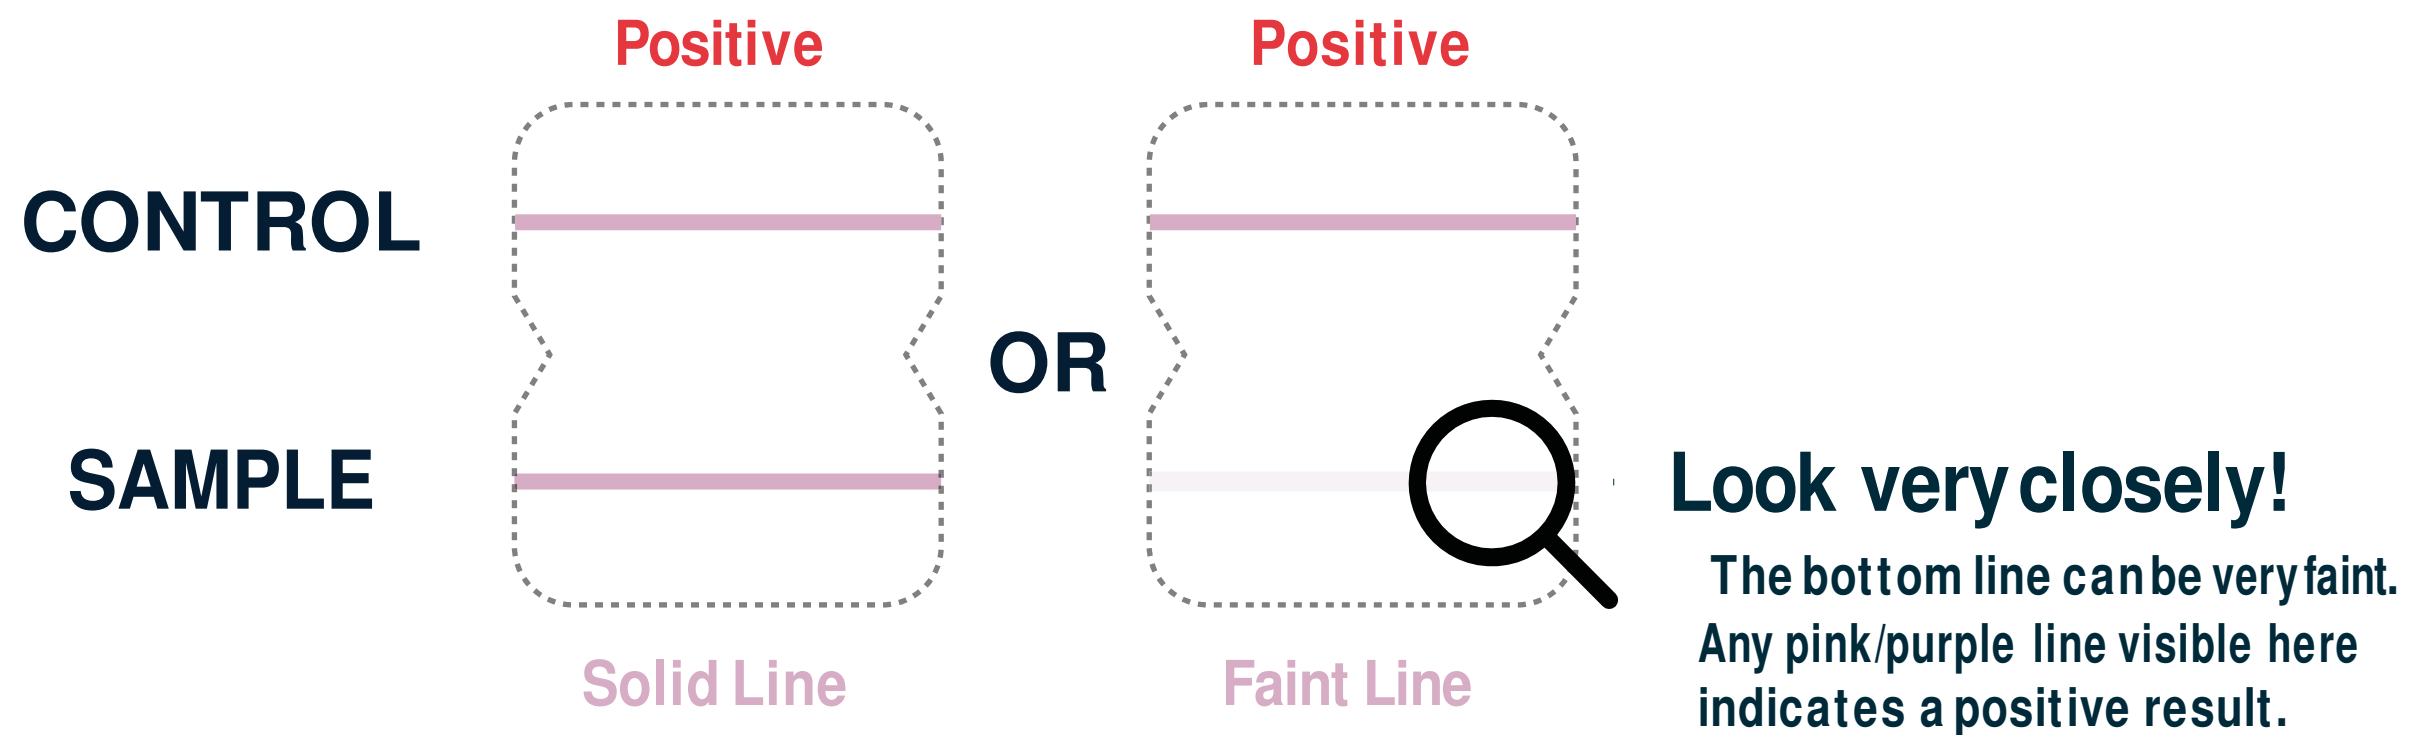 Positive Positive
CONTROL
OR
SAMPLE
Look very closely!
The bottom line can be very faint.
Any pink/purple line visible here
indicates a positive result.
Solid Line Faint Line